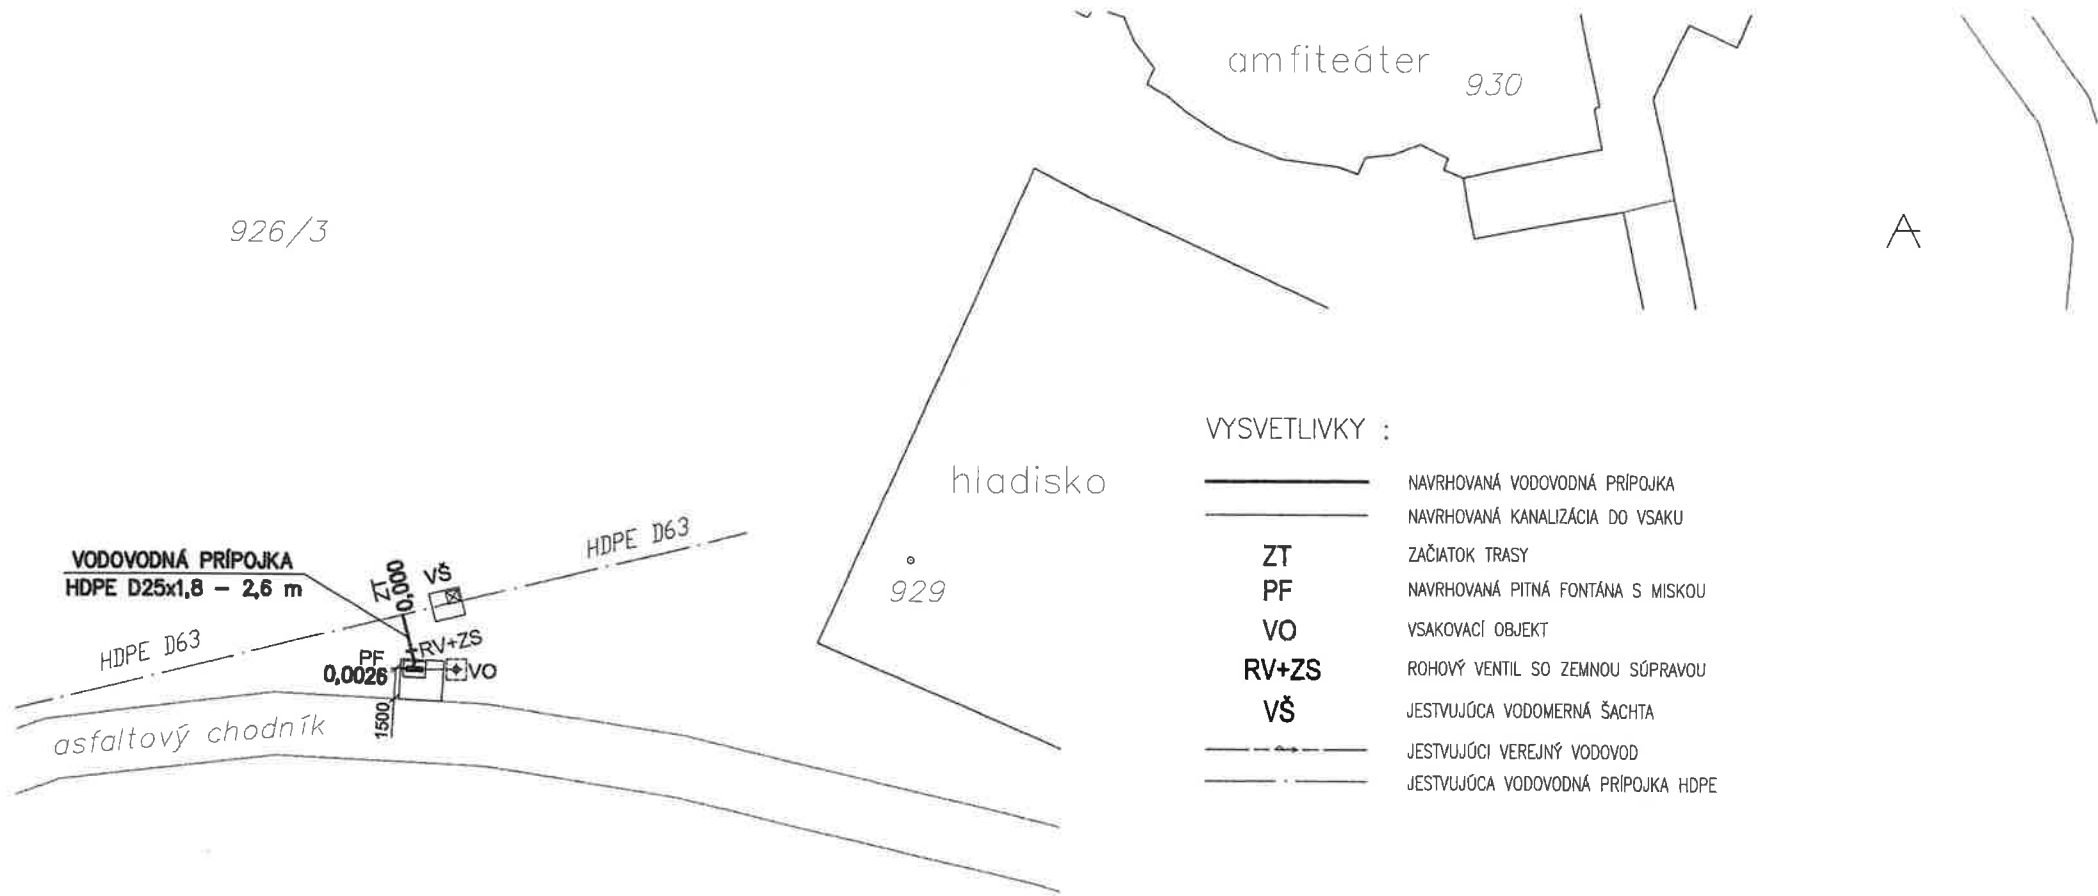 amfiteáter
930
926/3
A
hladisko
929
VODOVODNÁ PRÍPOJKA
HDPE D25x1,8 - 2,6 m
ZT
0,000
VŠ
HDPE D63
HDPE D63
RV+ZS
PF
0,0026
VO
1500
asfaltový chodník
VYSVETLIVKY :
NAVRHOVANÁ VODOVODNÁ PRÍPOJKA
NAVRHOVANÁ KANALIZÁCIA DO VSAKU
ZT ZAČIATOK TRASY
PF NAVRHOVANÁ PITNÁ FONTÁNA S MISKOU
VO VSAKOVACÍ OBJEKT
RV+ZS ROHOVÝ VENTIL SO ZEMNOU SÚPRAVOU
VŠ JESTVUJÚCA VODOMERNÁ ŠACHTA
JESTVUJÚCI VEREJNÝ VODOVOD
JESTVUJÚCA VODOVODNÁ PRÍPOJKA HDPE